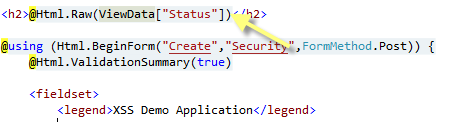 <h2>@Html.Raw(ViewData["Status"])</h2>
@using (Html.BeginForm("Create","Security",FormMethod.Post)) {
@Html.ValidationSummary(true)
<fieldset>
<legend>XSS Demo Application</legend>